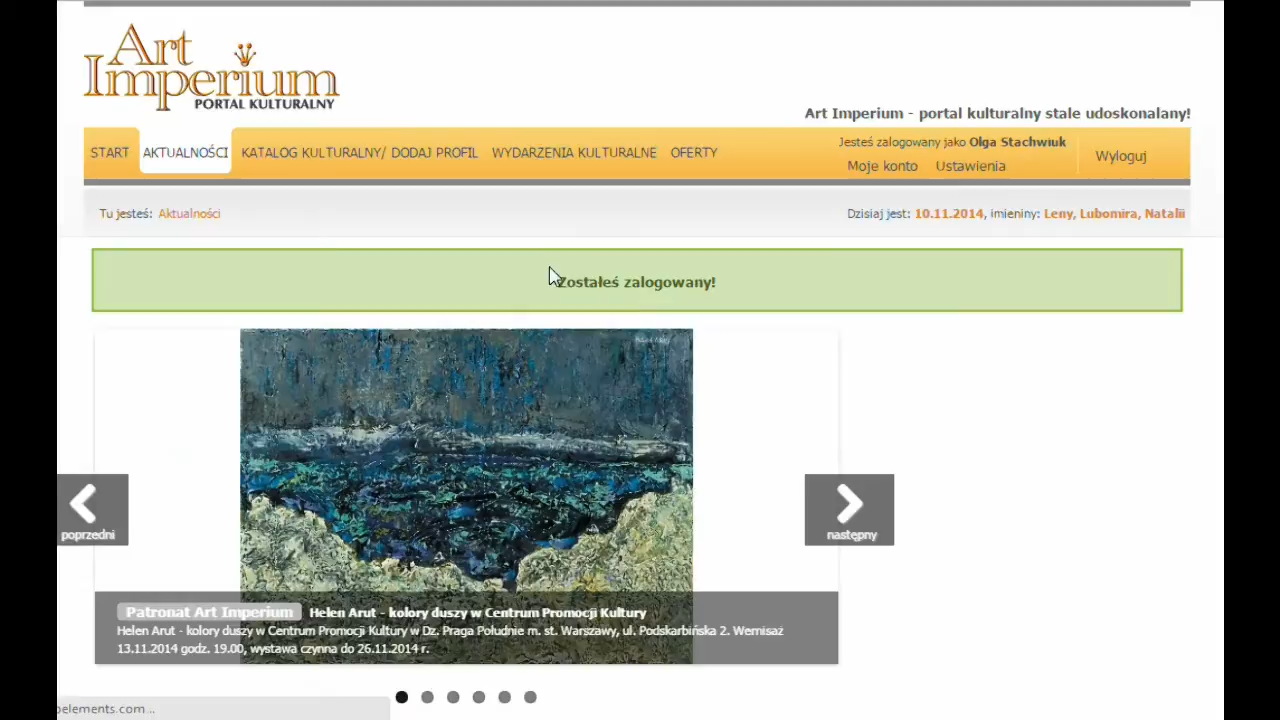 Art
Imperium
PORTAL KULTURALNY
Art Imperium - portal kulturalny stale udoskonalany!
START AKTUALNOŚCI KATALOG KULTURALNY/ DODAJ PROFIL WYDARZENIA KULTURALNE OFERTY
Jesteś zalogowany jako Olga Stachwiuk
Moje konto Ustawienia Wyloguj
Tu jesteś: Aktualności
Dzisiaj jest: 10.11.2014, imieniny: Leny, Lubomira, Natalii
Zostałeś zalogowany!
poprzedni
następny
Patronat Art Imperium Helen Arut - kolory duszy w Centrum Promocji Kultury
Helen Arut - kolory duszy w Centrum Promocji Kultury w Dz. Praga Południe m. st. Warszawy, ul. Podskarbińska 2. Wernisaż
13.11.2014 godz. 19.00, wystawa czynna do 26.11.2014 r.
elements.com...